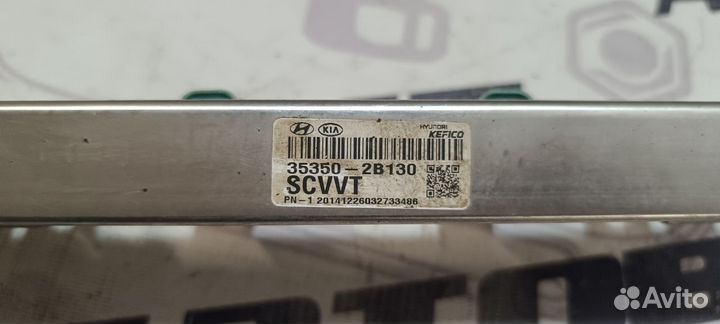 KIA
HYUNDAI
KEFICO
35350-2B130
SCVVT
PN-1 20141226032733486
Avito